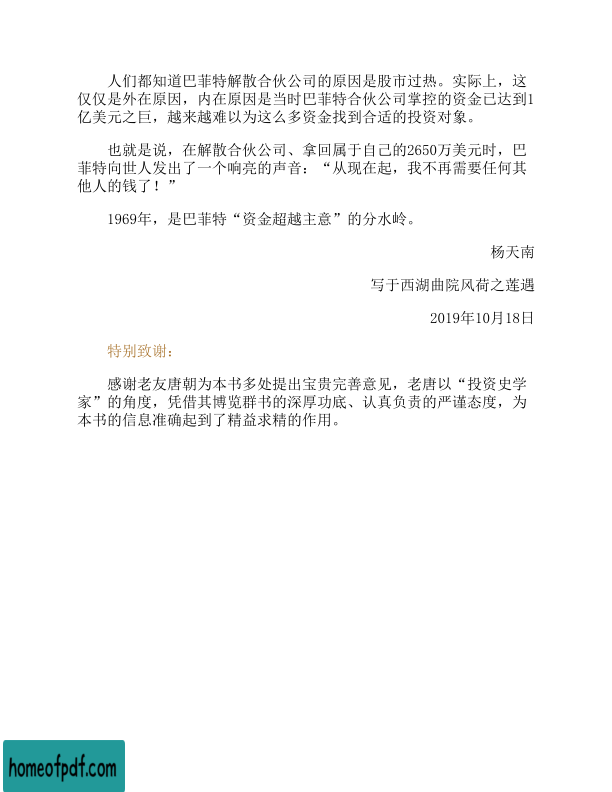 人们都知道巴菲特解散合伙公司的原因是股市过热。实际上，这
仅仅是外在原因，内在原因是当时巴菲特合伙公司掌控的资金已达到1
亿美元之巨，越来越难以为这么多资金找到合适的投资对象。
也就是说，在解散合伙公司、拿回属于自己的2650万美元时，巴
菲特向世人发出了一个响亮的声音：“从现在起，我不再需要任何其
他人的钱了！”
1969年，是巴菲特“资金超越主意”的分水岭。
杨天南
写于西湖曲院风荷之莲遇
2019年10月18日
特别致谢：
感谢老友唐朝为本书多处提出宝贵完善意见，老唐以“投资史学
家”的角度，凭借其博览群书的深厚功底、认真负责的严谨态度，为
本书的信息准确起到了精益求精的作用。
homeofpdf.com